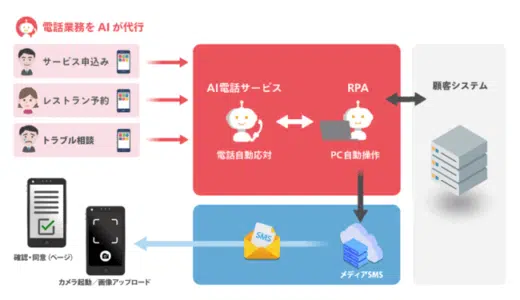 電話業務を AI が代行
サービス申込み
レストラン予約
トラブル相談
AI電話サービス
RPA
電話自動応対
PC自動操作
顧客システム
SMS
メディアSMS
確認・同意（ページ）
カメラ起動／画像アップロード